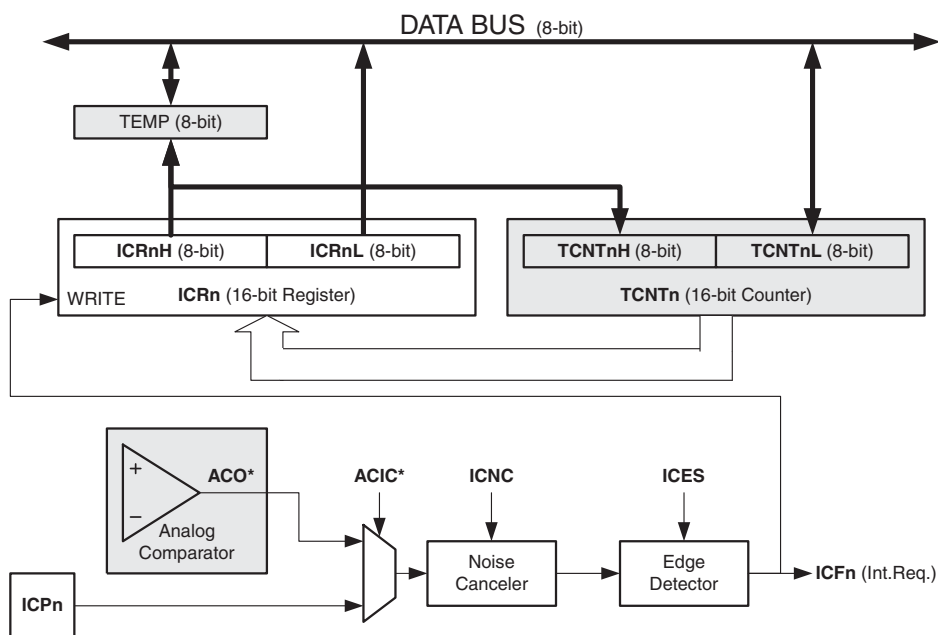 DATA BUS (8-bit)
TEMP (8-bit)
ICRnH (8-bit)
ICRnL (8-bit)
TCNTnH (8-bit)
TCNTnL (8-bit)
WRITE
ICRn (16-bit Register)
TCNTn (16-bit Counter)
+
−
ACO*
Analog
Comparator
ACIC*
ICNC
ICES
Noise
Canceler
Edge
Detector
ICFn (Int.Req.)
ICPn